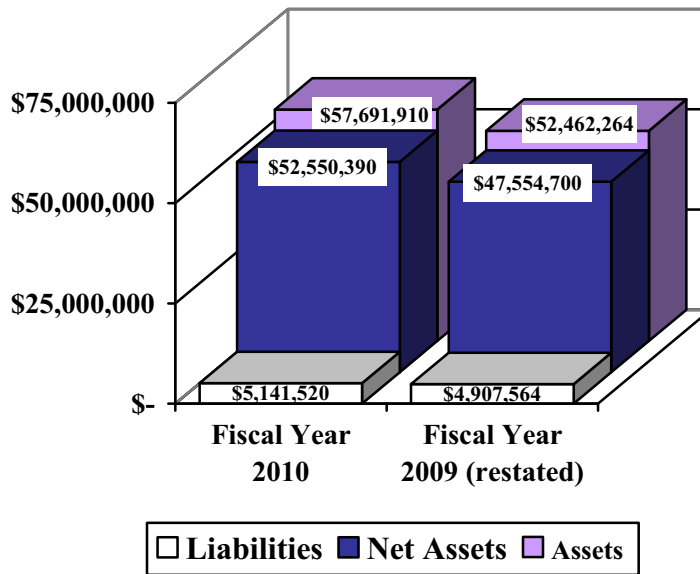 $75,000,000
$50,000,000
$25,000,000
$-
$57,691,910
$52,462,264
$52,550,390
$47,554,700
$5,141,520
$4,907,564
Fiscal Year
2010
Fiscal Year
2009 (restated)
Liabilities Net Assets Assets